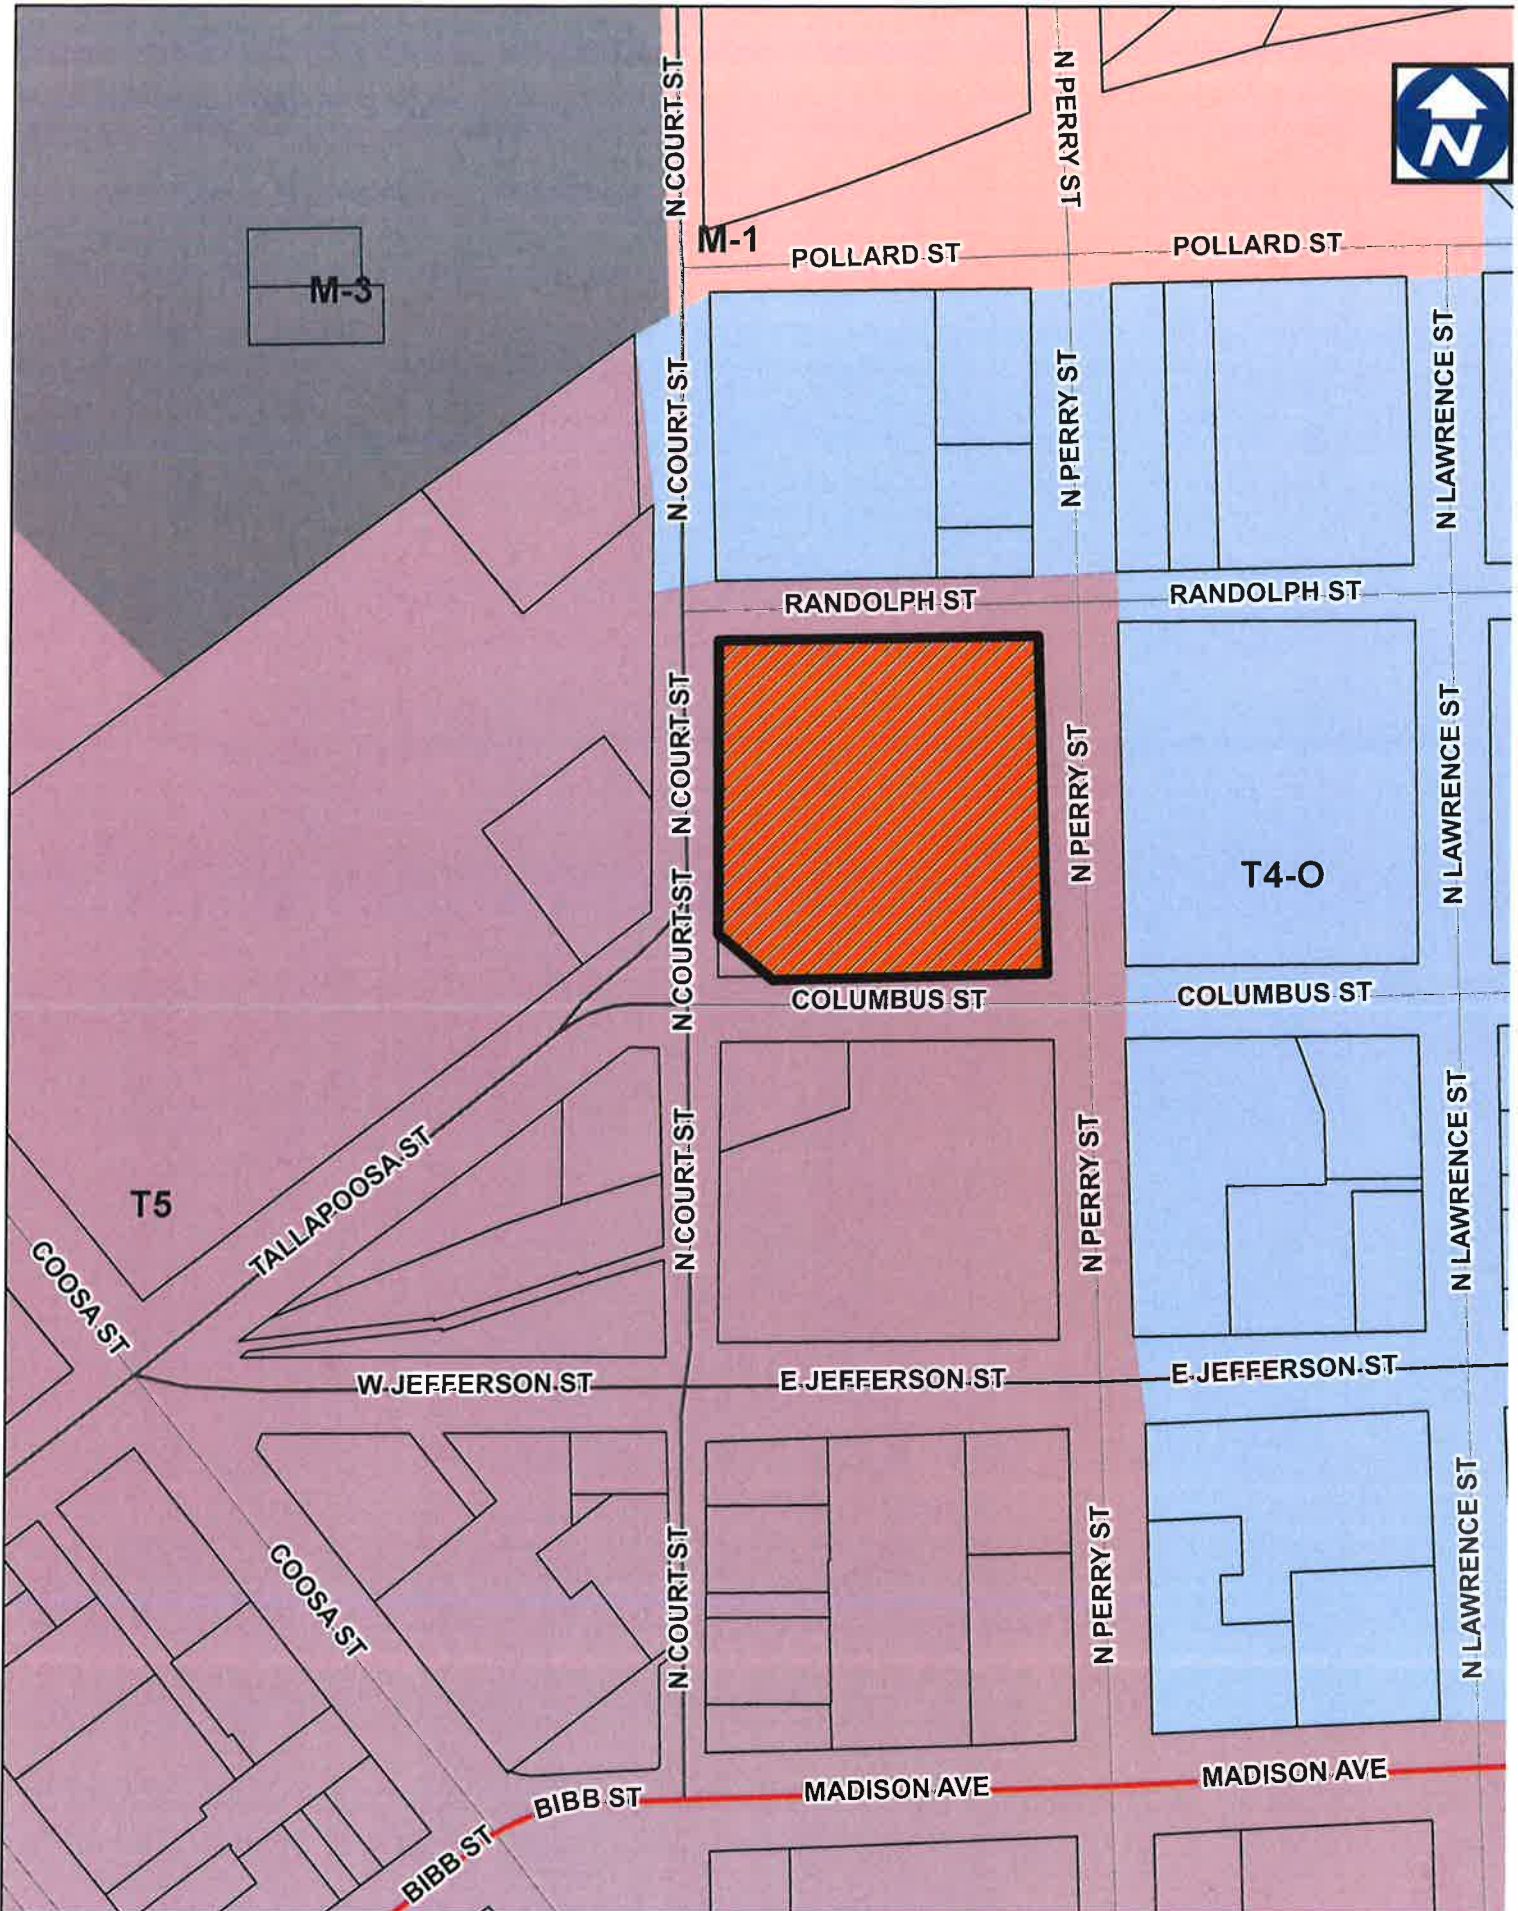 N COURT ST
N PERRY ST
N
M-1
POLLARD ST
POLLARD ST
M-3
N COURT ST
N PERRY ST
N LAWRENCE ST
RANDOLPH ST
RANDOLPH ST
N COURT ST
N PERRY ST
N LAWRENCE ST
T4-O
N COURT ST
COLUMBUS ST
COLUMBUS ST
TALLAPOOSA ST
N COURT ST
N PERRY ST
N LAWRENCE ST
T5
COOSA ST
W JEFFERSON ST
E JEFFERSON ST
E JEFFERSON ST
COOSA ST
N COURT ST
N PERRY ST
N LAWRENCE ST
BIBB ST
MADISON AVE
MADISON AVE
BIBB ST